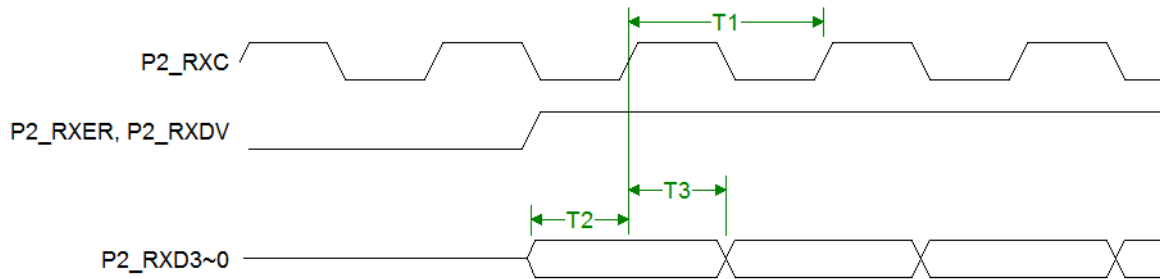 T1
P2_RXC
P2_RXER, P2_RXDV
T3
T2
P2_RXD3~0